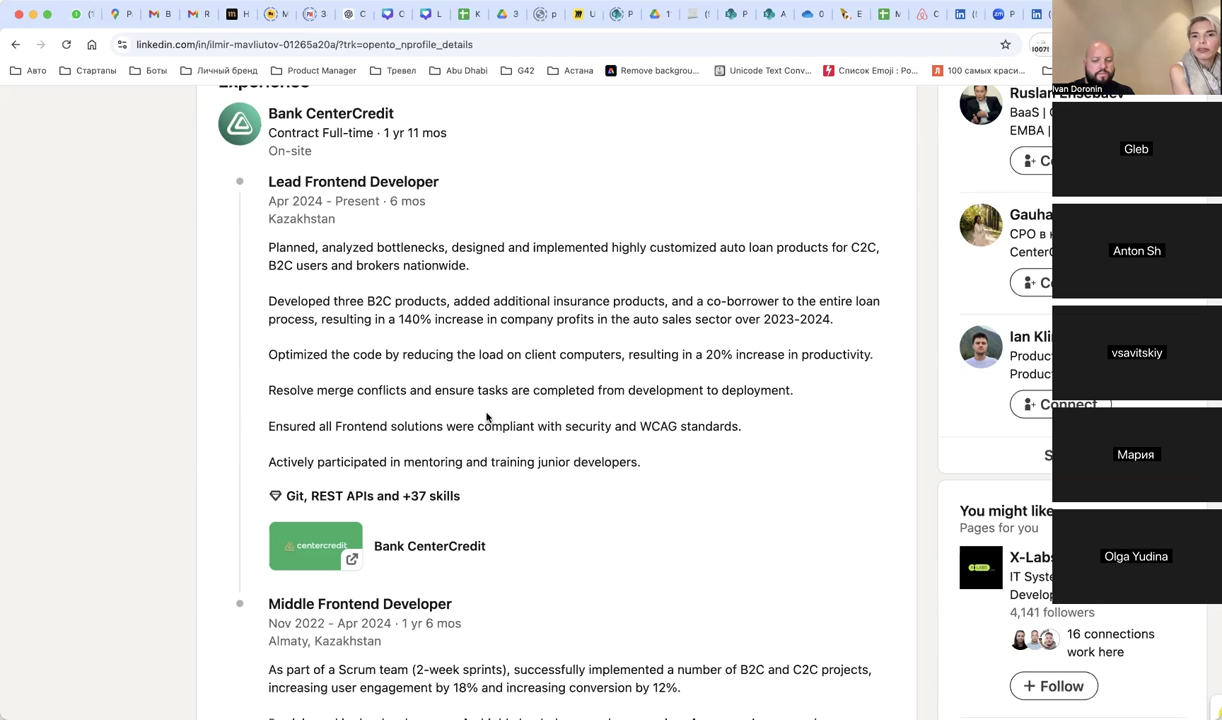 linkedin.com/in/ilmir-mavliutov-01265a20a/?trk=opento_nprofile_details
Авто
Стартапы
Боты
Личный бренд
Product Manager
Тревел
Abu Dhabi
G42
Астана
Remove backgrou...
Unicode Text Conv...
Список Emoji : Po...
100 самых краси...
Experience
Bank CenterCredit
Contract Full-time · 1 yr 11 mos
On-site
Lead Frontend Developer
Apr 2024 - Present · 6 mos
Kazakhstan
Planned, analyzed bottlenecks, designed and implemented highly customized auto loan products for C2C,
B2C users and brokers nationwide.
Developed three B2C products, added additional insurance products, and a co-borrower to the entire loan
process, resulting in a 140% increase in company profits in the auto sales sector over 2023-2024.
Optimized the code by reducing the load on client computers, resulting in a 20% increase in productivity.
Resolve merge conflicts and ensure tasks are completed from development to deployment.
Ensured all Frontend solutions were compliant with security and WCAG standards.
Actively participated in mentoring and training junior developers.
Git, REST APIs and +37 skills
centercredit
Bank CenterCredit
Middle Frontend Developer
Nov 2022 - Apr 2024 · 1 yr 6 mos
Almaty, Kazakhstan
As part of a Scrum team (2-week sprints), successfully implemented a number of B2C and C2C projects,
increasing user engagement by 18% and increasing conversion by 12%.
Ruslan
BaaS | 
EMBA |
Gauha
CPO в
Center
Ian Kli
Product
Product
Connect
You might like
Pages for you
X-Labs
IT Syste
Develop
4,141 followers
16 connections
work here
+ Follow
Ivan Doronin
Gleb
Anton Sh
vsavitskiy
Мария
Olga Yudina